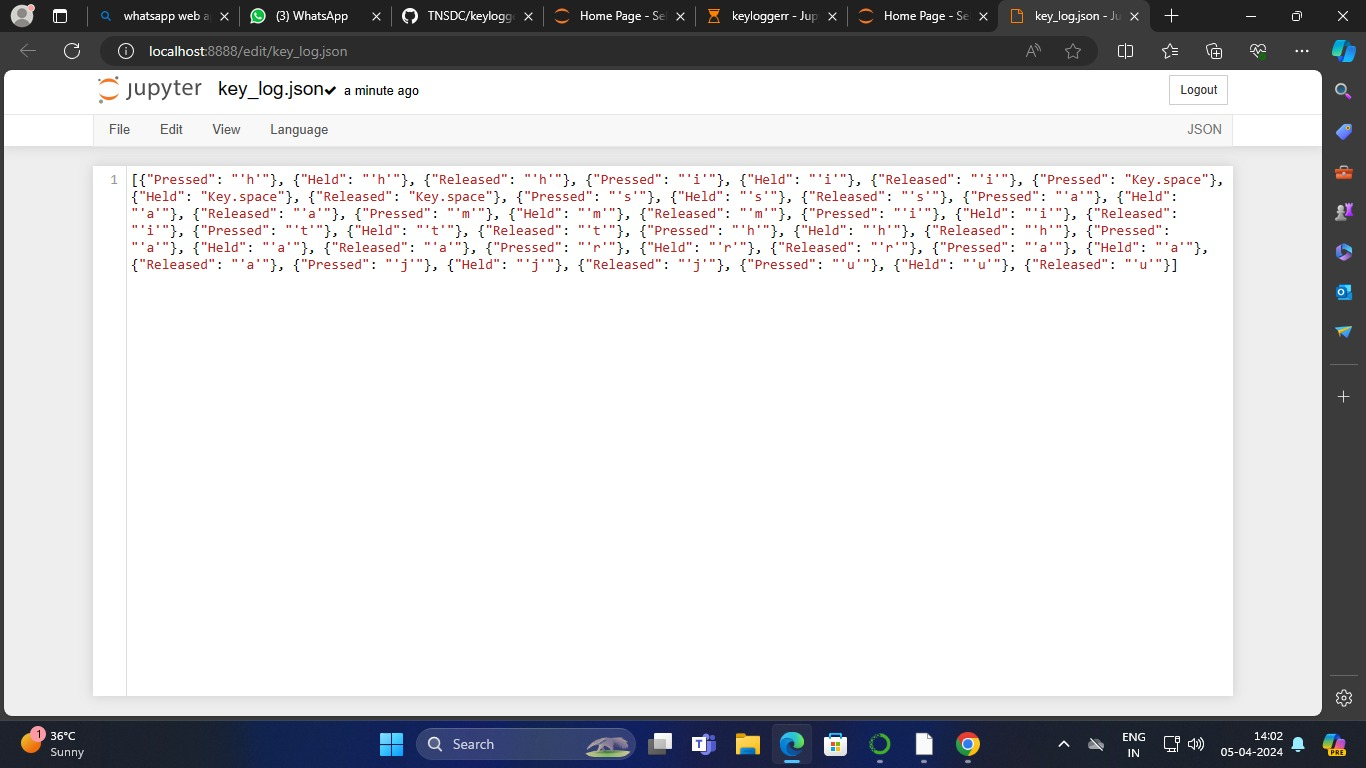 whatsapp web a
(3) WhatsApp
TNSDC/keylogge
Home Page - Sel
keyloggerr - Jup
Home Page - Se
key_log.json - Ju
localhost:8888/edit/key_log.json
jupyter key_log.json✔ a minute ago
Logout
File Edit View Language
JSON
1
[{"Pressed": "'h'"}, {"Held": "'h'"}, {"Released": "'h'"}, {"Pressed": "'i'"}, {"Held": "'i'"}, {"Released": "'i'"}, {"Pressed": "Key.space"},
{"Held": "Key.space"}, {"Released": "Key.space"}, {"Pressed": "'s'"}, {"Held": "'s'"}, {"Released": "'s'"}, {"Pressed": "'a'"}, {"Held":
"'a'"}, {"Released": "'a'"}, {"Pressed": "'m'"}, {"Held": "'m'"}, {"Released": "'m'"}, {"Pressed": "'i'"}, {"Held": "'i'"}, {"Released":
"'i'"}, {"Pressed": "'t'"}, {"Held": "'t'"}, {"Released": "'t'"}, {"Pressed": "'h'"}, {"Held": "'h'"}, {"Released": "'h'"}, {"Pressed":
"'a'"}, {"Held": "'a'"}, {"Released": "'a'"}, {"Pressed": "'r'"}, {"Held": "'r'"}, {"Released": "'r'"}, {"Pressed": "'a'"}, {"Held": "'a'"},
{"Released": "'a'"}, {"Pressed": "'j'"}, {"Held": "'j'"}, {"Released": "'j'"}, {"Pressed": "'u'"}, {"Held": "'u'"}, {"Released": "'u'"}]
1
36°C
Sunny
Search
PRE
ENG
IN
14:02
05-04-2024